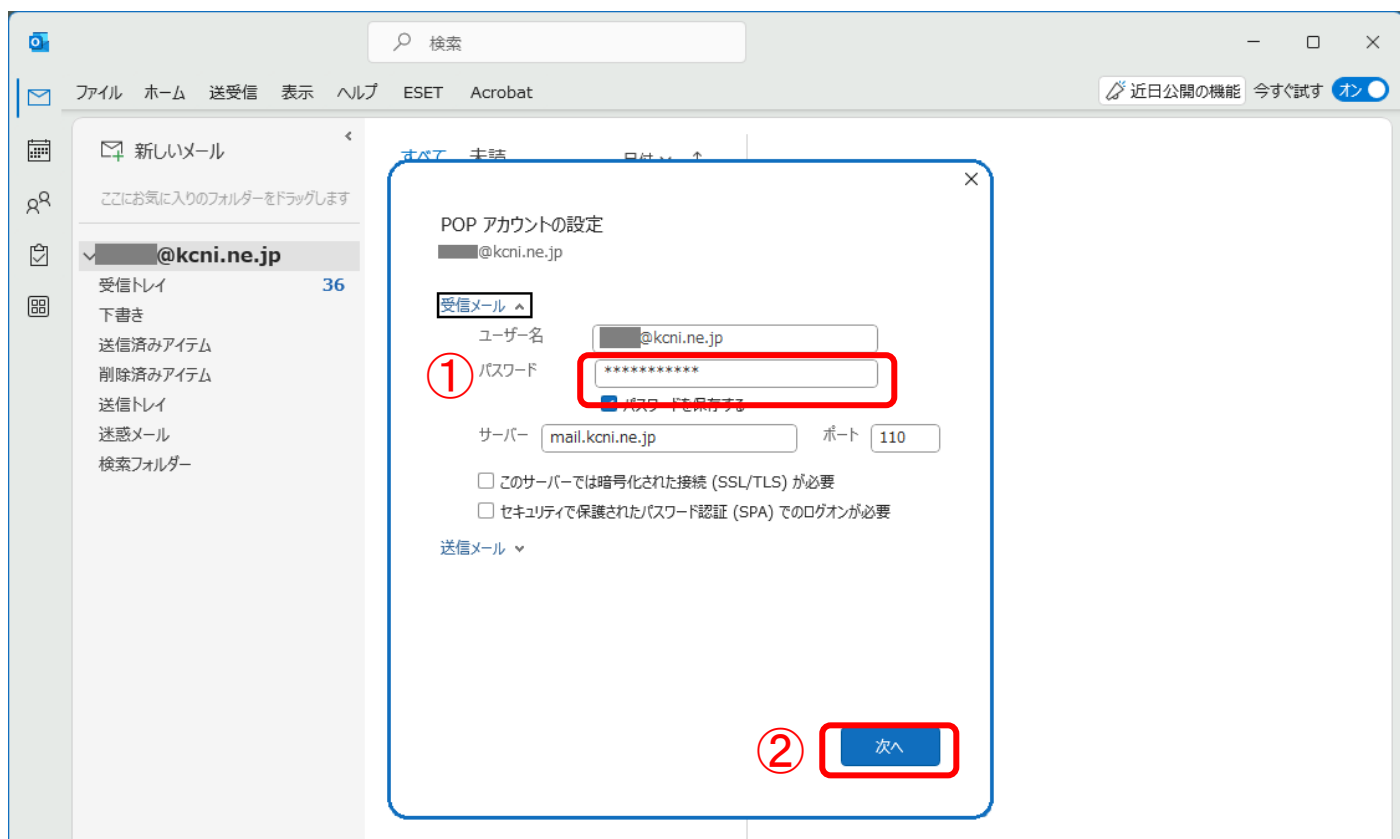 検索
ファイル ホーム 送受信 表示 ヘルプ ESET Acrobat
近日公開の機能 今すぐ試す オン
新しいメール
ここにお気に入りのフォルダーをドラッグします
@kcni.ne.jp
受信トレイ 36
下書き
送信済みアイテム
削除済みアイテム
送信トレイ
迷惑メール
検索フォルダー
すべて 未読 日付
POP アカウントの設定
@kcni.ne.jp
受信メール
ユーザー名 @kcni.ne.jp
① パスワード ***********
パスワードを保存する
サーバー mail.kcni.ne.jp ポート 110
このサーバーでは暗号化された接続 (SSL/TLS) が必要
セキュリティで保護されたパスワード認証 (SPA) でのログオンが必要
送信メール
② 次へ